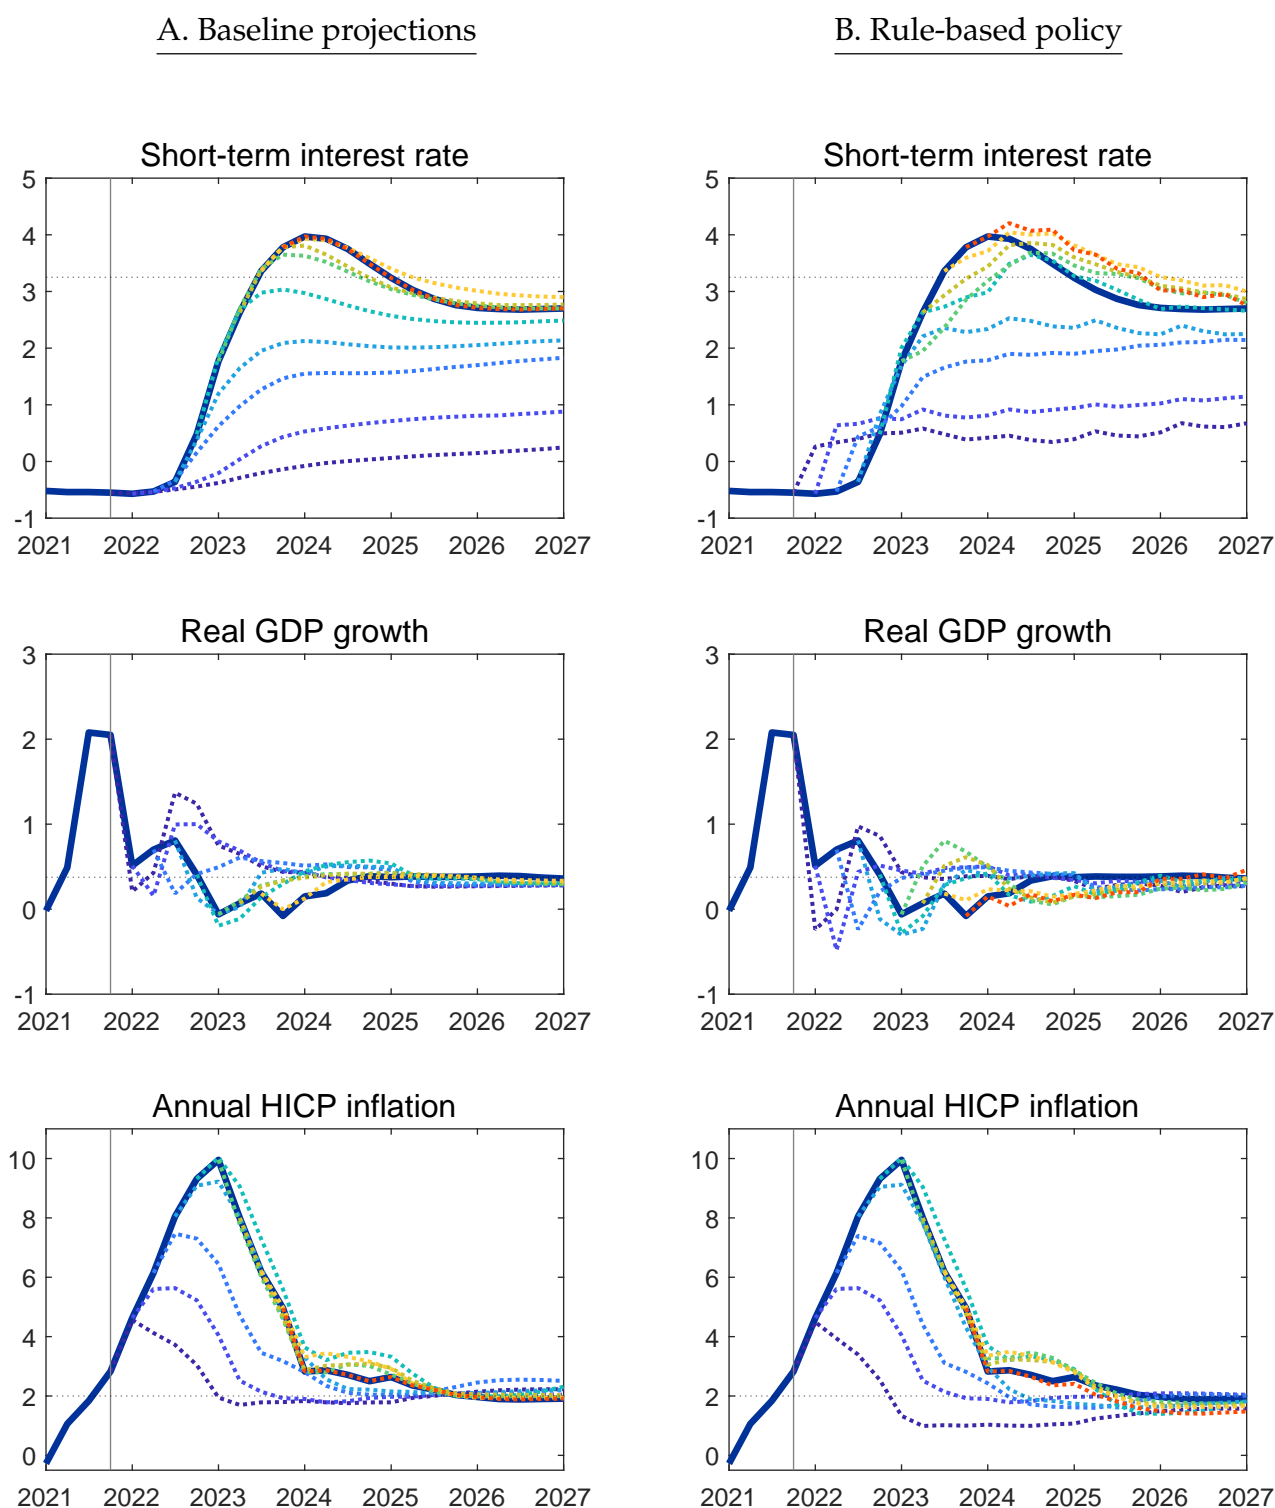 A. Baseline projections
B. Rule-based policy
Short-term interest rate
Short-term interest rate
5
4
3
2
1
0
-1
2021 2022 2023 2024 2025 2026 2027
5
4
3
2
1
0
-1
2021 2022 2023 2024 2025 2026 2027
Real GDP growth
Real GDP growth
3
2
1
0
-1
2021 2022 2023 2024 2025 2026 2027
3
2
1
0
-1
2021 2022 2023 2024 2025 2026 2027
Annual HICP inflation
Annual HICP inflation
10
8
6
4
2
0
2021 2022 2023 2024 2025 2026 2027
10
8
6
4
2
0
2021 2022 2023 2024 2025 2026 2027